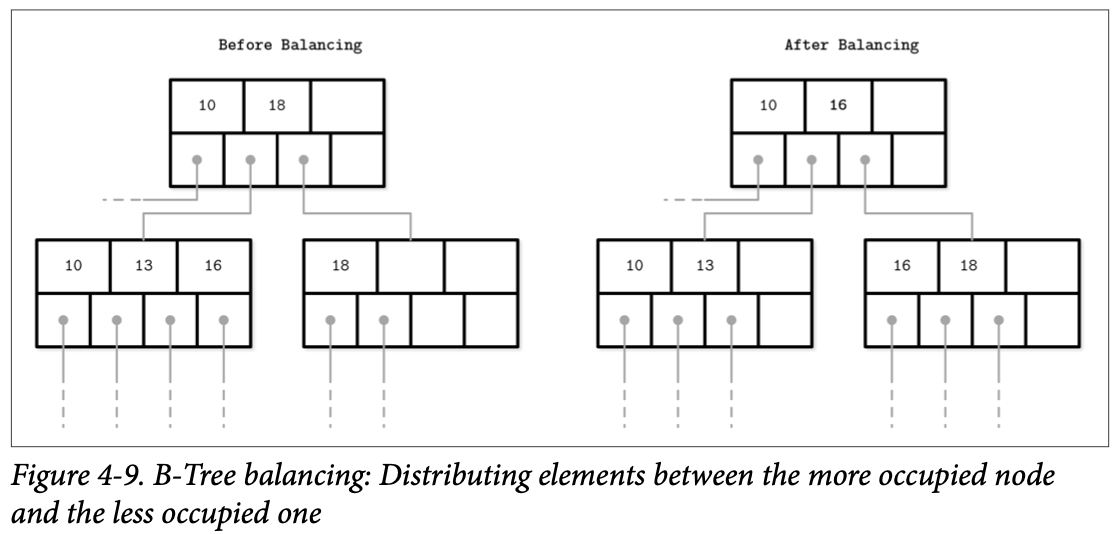 Before Balancing
After Balancing
10 18
10 16
10 13 16
18
10 13
16 18
Figure 4-9. B-Tree balancing: Distributing elements between the more occupied node
and the less occupied one